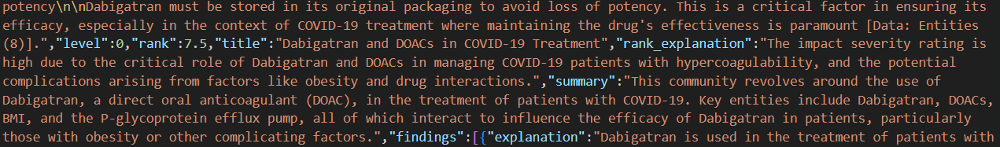 potency\n\nDabigatran must be stored in its original packaging to avoid loss of potency. This is a critical factor in ensuring its
efficacy, especially in the context of COVID-19 treatment where maintaining the drug's effectiveness is paramount [Data: Entities
(8)].","level":0,"rank":7.5,"title":"Dabigatran and DOACs in COVID-19 Treatment","rank_explanation":"The impact severity rating is
high due to the critical role of Dabigatran and DOACs in managing COVID-19 patients with hypercoagulability, and the potential
complications arising from factors like obesity and drug interactions.","summary":"This community revolves around the use of
Dabigatran, a direct oral anticoagulant (DOAC), in the treatment of patients with COVID-19. Key entities include Dabigatran, DOACs,
BMI, and the P-glycoprotein efflux pump, all of which interact to influence the efficacy of Dabigatran in patients, particularly
those with obesity or other complicating factors.","findings":[{"explanation":"Dabigatran is used in the treatment of patients with